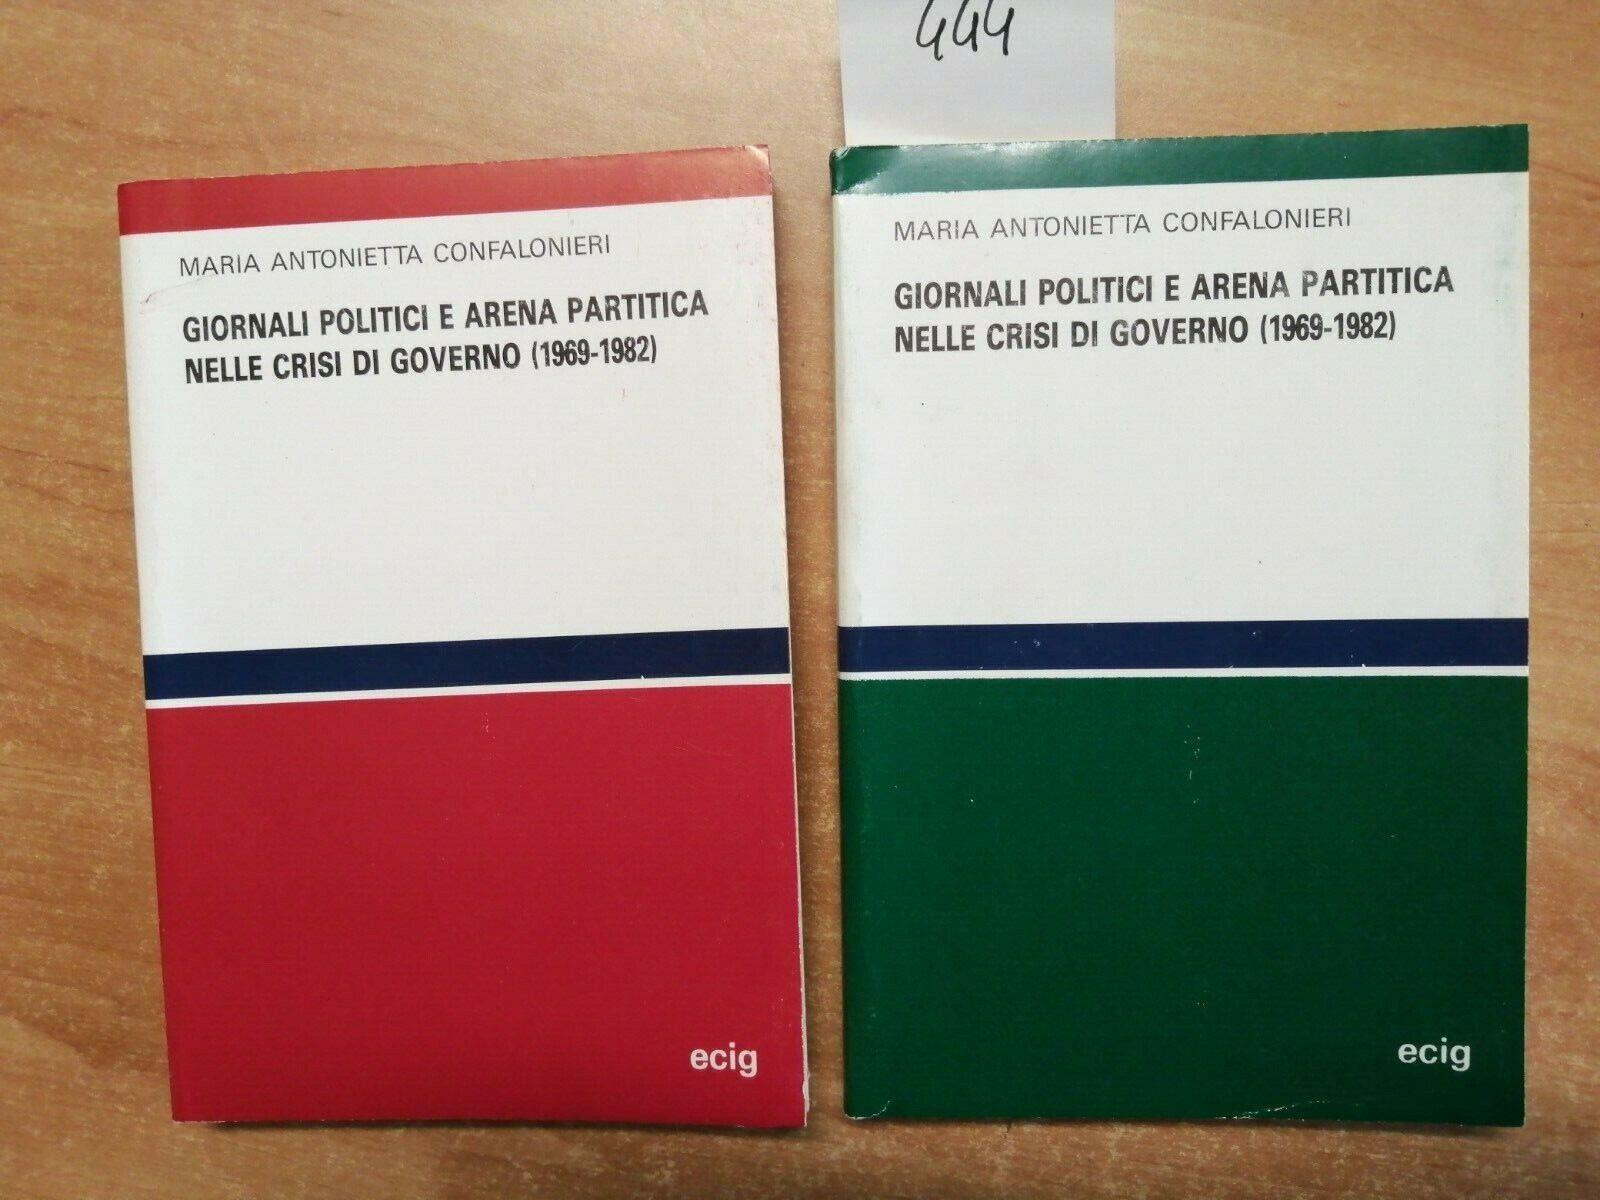 444
MARIA ANTONIETTA CONFALONIERI
GIORNALI POLITICI E ARENA PARTITICA
NELLE CRISI DI GOVERNO (1969-1982)
ecig
MARIA ANTONIETTA CONFALONIERI
GIORNALI POLITICI E ARENA PARTITICA
NELLE CRISI DI GOVERNO (1969-1982)
ecig